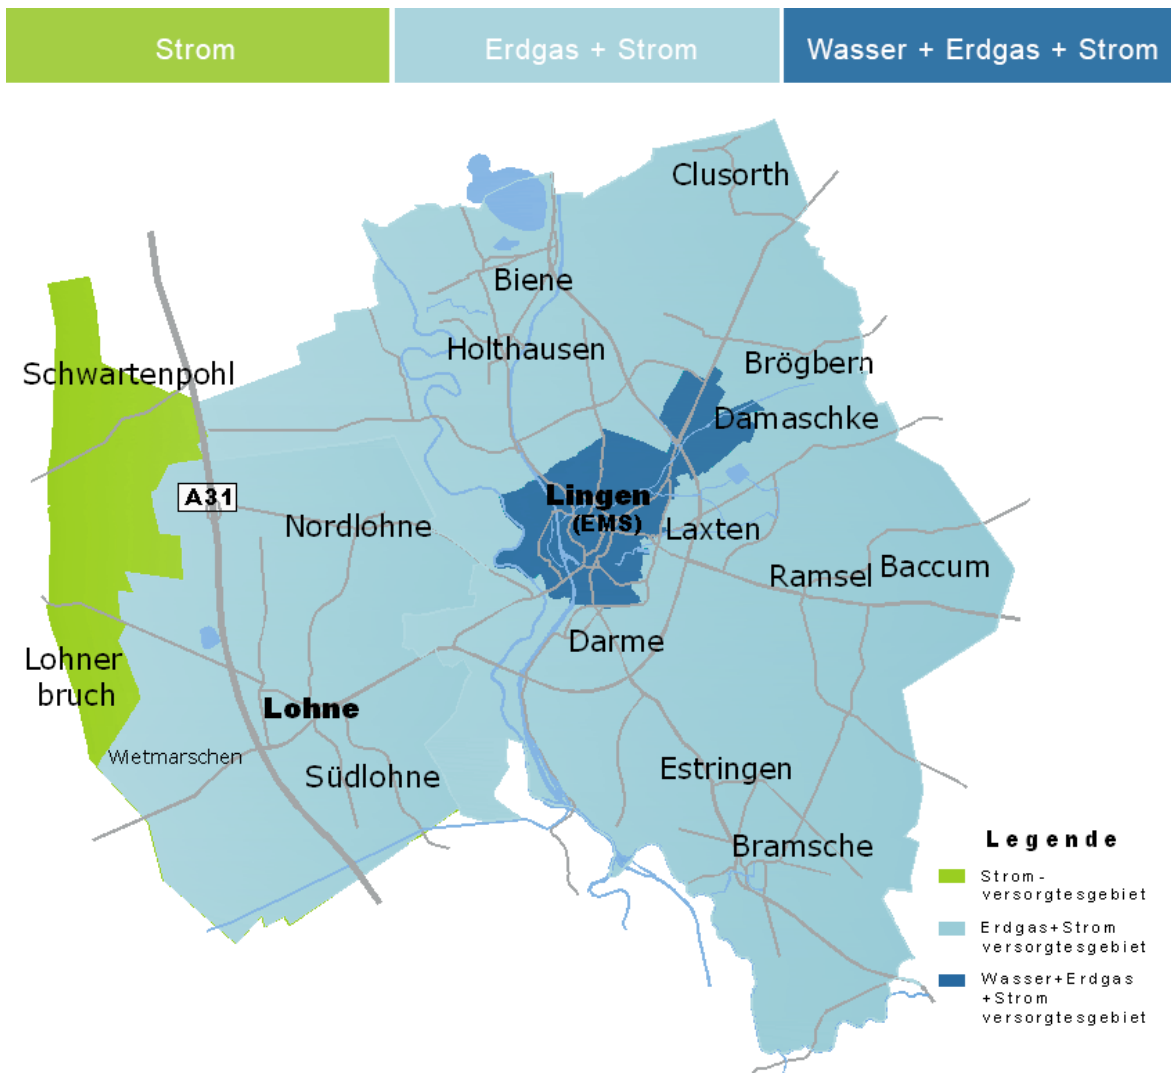 Strom
Erdgas + Strom
Wasser + Erdgas + Strom
Clusorth
Biene
Holthausen
Brögbern
Schwartenpohl
Damaschke
A31
Lingen
(EMS)
Nordlohne
Laxten
Ramsel
Baccum
Darme
Lohner
bruch
Lohne
Wietmarschen
Südlohne
Estringen
Bramsche
Legende
Strom-
versorgtesgebiet
Erdgas+Strom
versorgtesgebiet
Wasser+Erdgas
+Strom
versorgtesgebiet